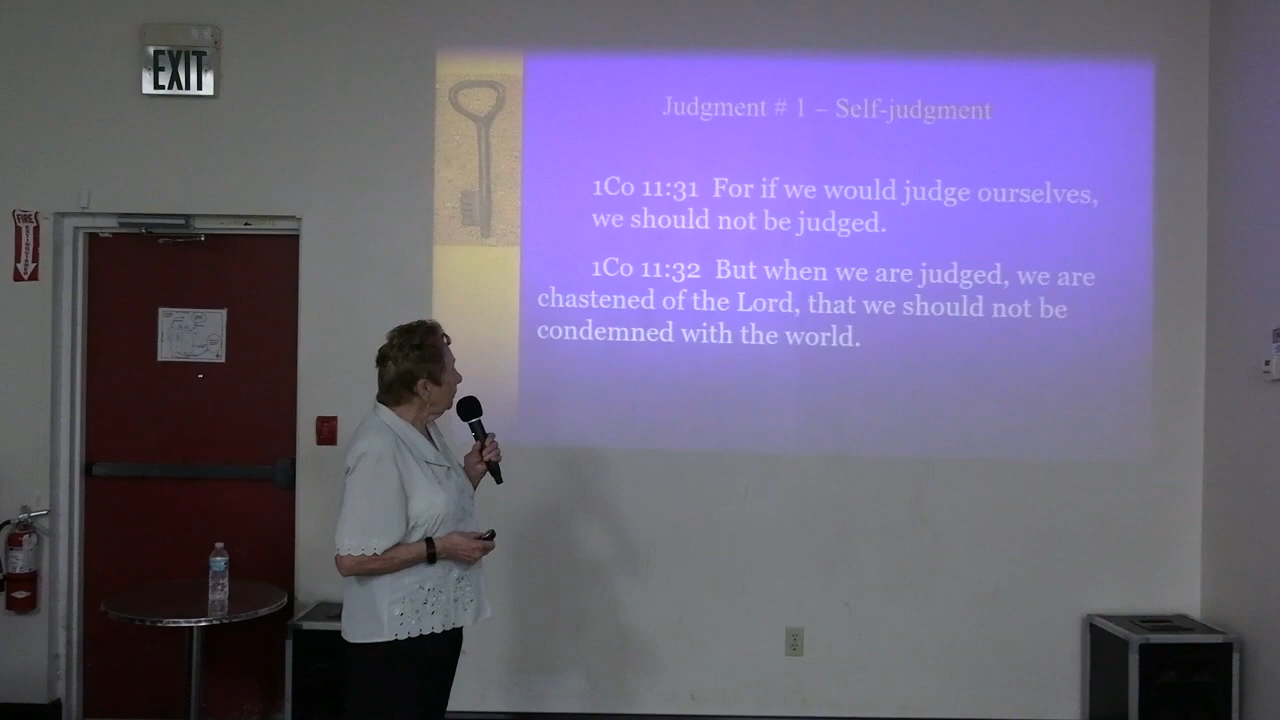 EXIT
Judgment # 1 – Self-judgment
1Co 11:31 For if we would judge ourselves,
we should not be judged.
1Co 11:32 But when we are judged, we are
chastened of the Lord, that we should not be
condemned with the world.
FIRE